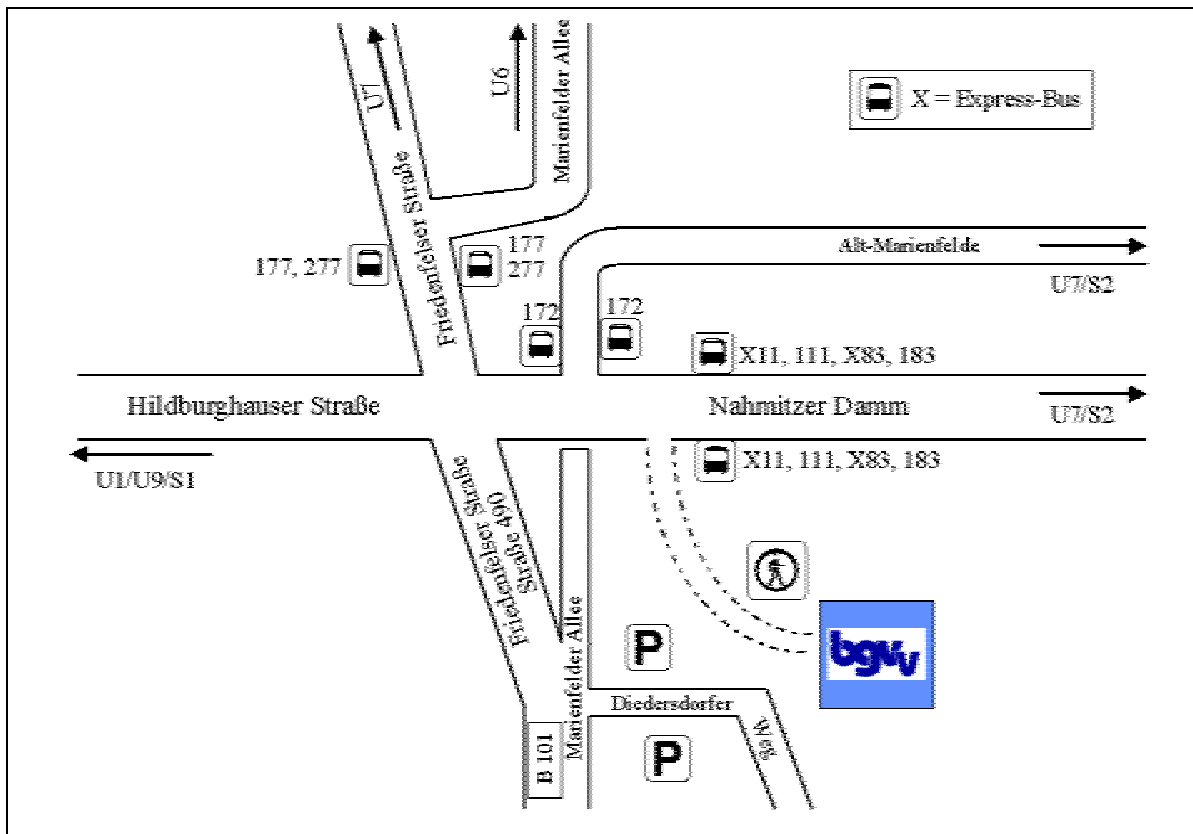 U7
U6
Marienfelder Allee
X = Express-Bus
Friedenfelser Straße
177, 277
177
277
Alt-Marienfelde
U7/S2
172
172
X11, 111, X83, 183
Hildburghauser Straße
Nahmitzer Damm
U7/S2
X11, 111, X83, 183
U1/U9/S1
Friedenfelser Straße
Straße 490
Marienfelder Allee
P
bgvv
Diedersdorfer
Weg
B 101
P